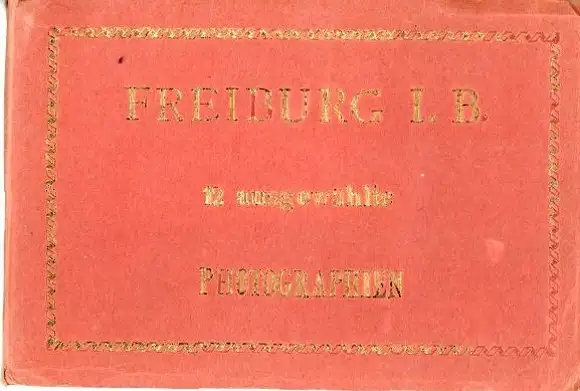 FREIBURG I. B.
12 ausgewählte
PHOTOGRAPHIEN